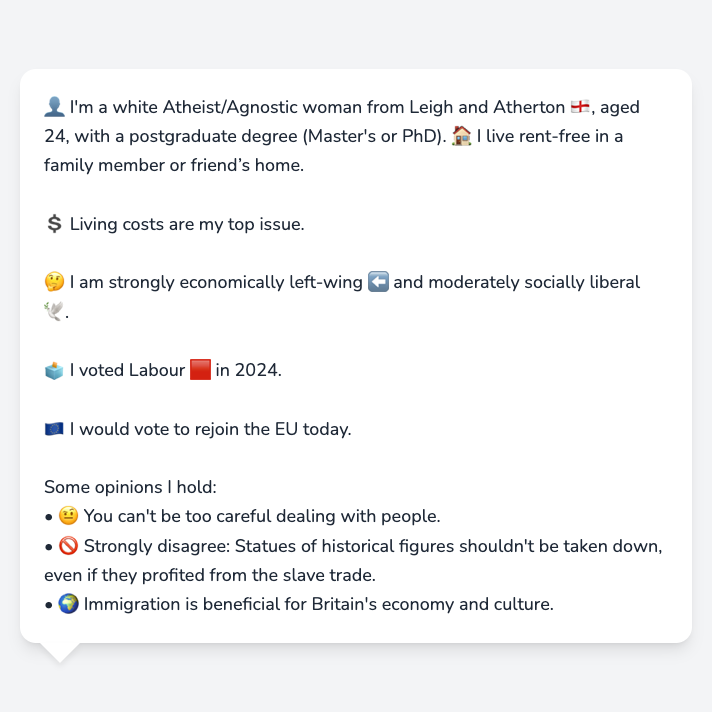 👤 I'm a white Atheist/Agnostic woman from Leigh and Atherton 🏴󠁧󠁢󠁥󠁮󠁧󠁿, aged
24, with a postgraduate degree (Master's or PhD). 🏠 I live rent-free in a
family member or friend’s home.
💲 Living costs are my top issue.
🤔 I am strongly economically left-wing ⬅️ and moderately socially liberal
🕊️.
🗳️ I voted Labour 🟥 in 2024.
🇪🇺 I would vote to rejoin the EU today.
Some opinions I hold:
• 🤨 You can't be too careful dealing with people.
• 🚫 Strongly disagree: Statues of historical figures shouldn't be taken down,
even if they profited from the slave trade.
• 🌍 Immigration is beneficial for Britain's economy and culture.